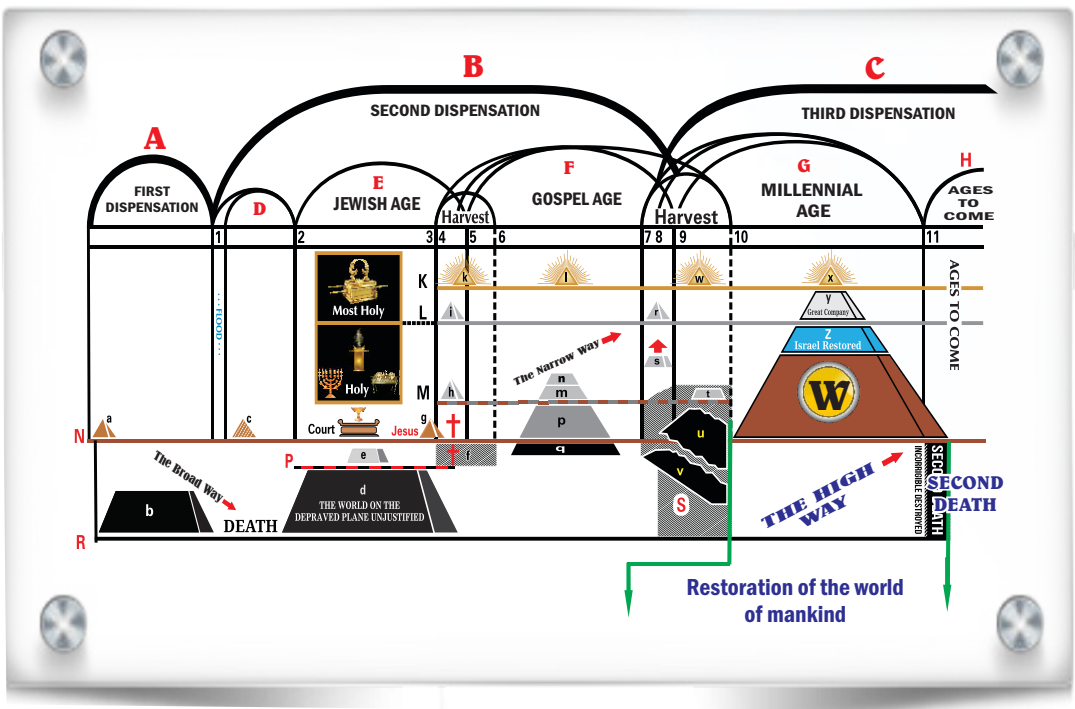 B
C
SECOND DISPENSATION
THIRD DISPENSATION
A
FIRST
DISPENSATION
D
E
JEWISH AGE
Harvest
F
GOSPEL AGE
Harvest
G
MILLENNIAL
AGE
H
AGES
TO
COME
1
2
3
4
5
6
7
8
9
10
11
FLOOD
Most Holy
Holy
Court
K
L
M
N
P
R
a
b
c
The Broad Way
DEATH
e
d
THE WORLD ON THE
DEPRAVED PLANE UNJUSTIFIED
g
Jesus
k
i
h
f
l
The Narrow Way
n
m
p
q
w
r
s
t
u
v
S
x
y
Great Company
Z
Israel Restored
W
AGES TO COME
THE HIGH
WAY
INCORRIGIBLE DESTROYED
SECOND DEATH
SECOND
DEATH
Restoration of the world
of mankind